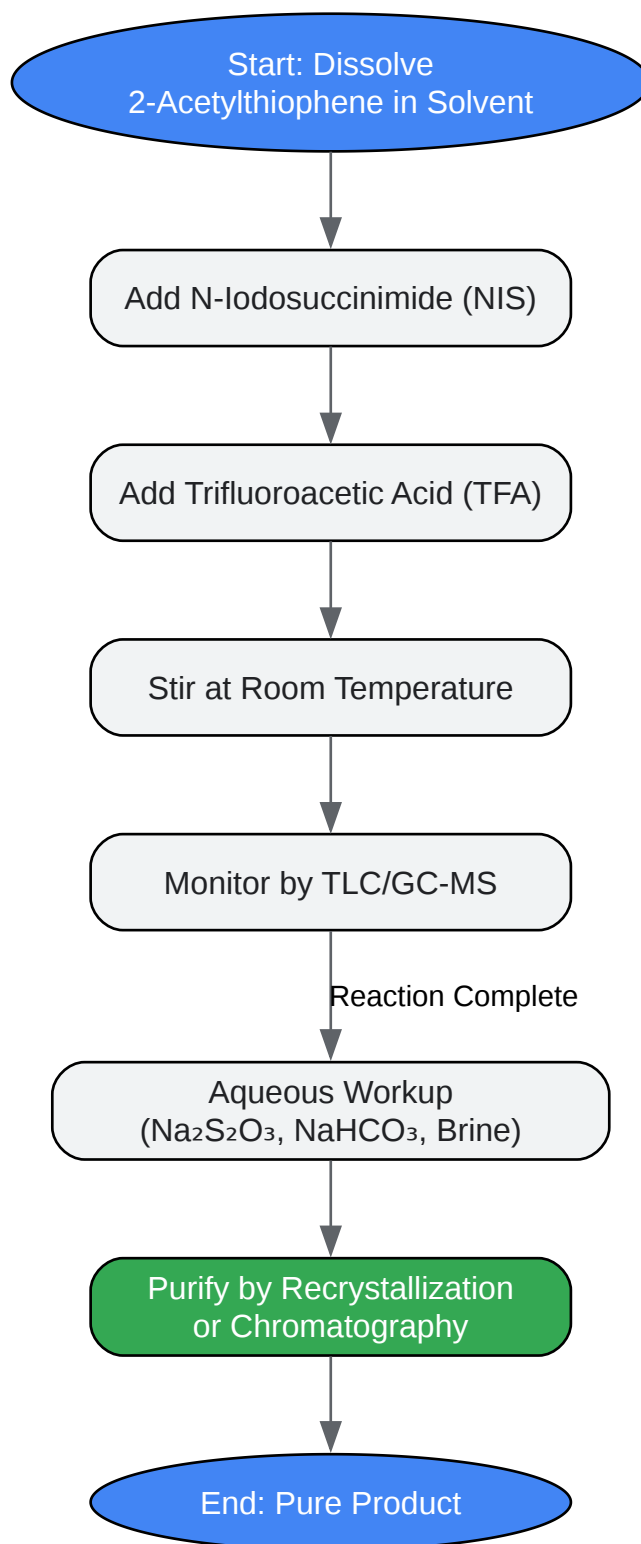 Start: Dissolve
2-Acetylthiophene in Solvent
Add N-Iodosuccinimide (NIS)
Add Trifluoroacetic Acid (TFA)
Stir at Room Temperature
Monitor by TLC/GC-MS
Reaction Complete
Aqueous Workup
(Na₂S₂O₃, NaHCO₃, Brine)
Purify by Recrystallization
or Chromatography
End: Pure Product